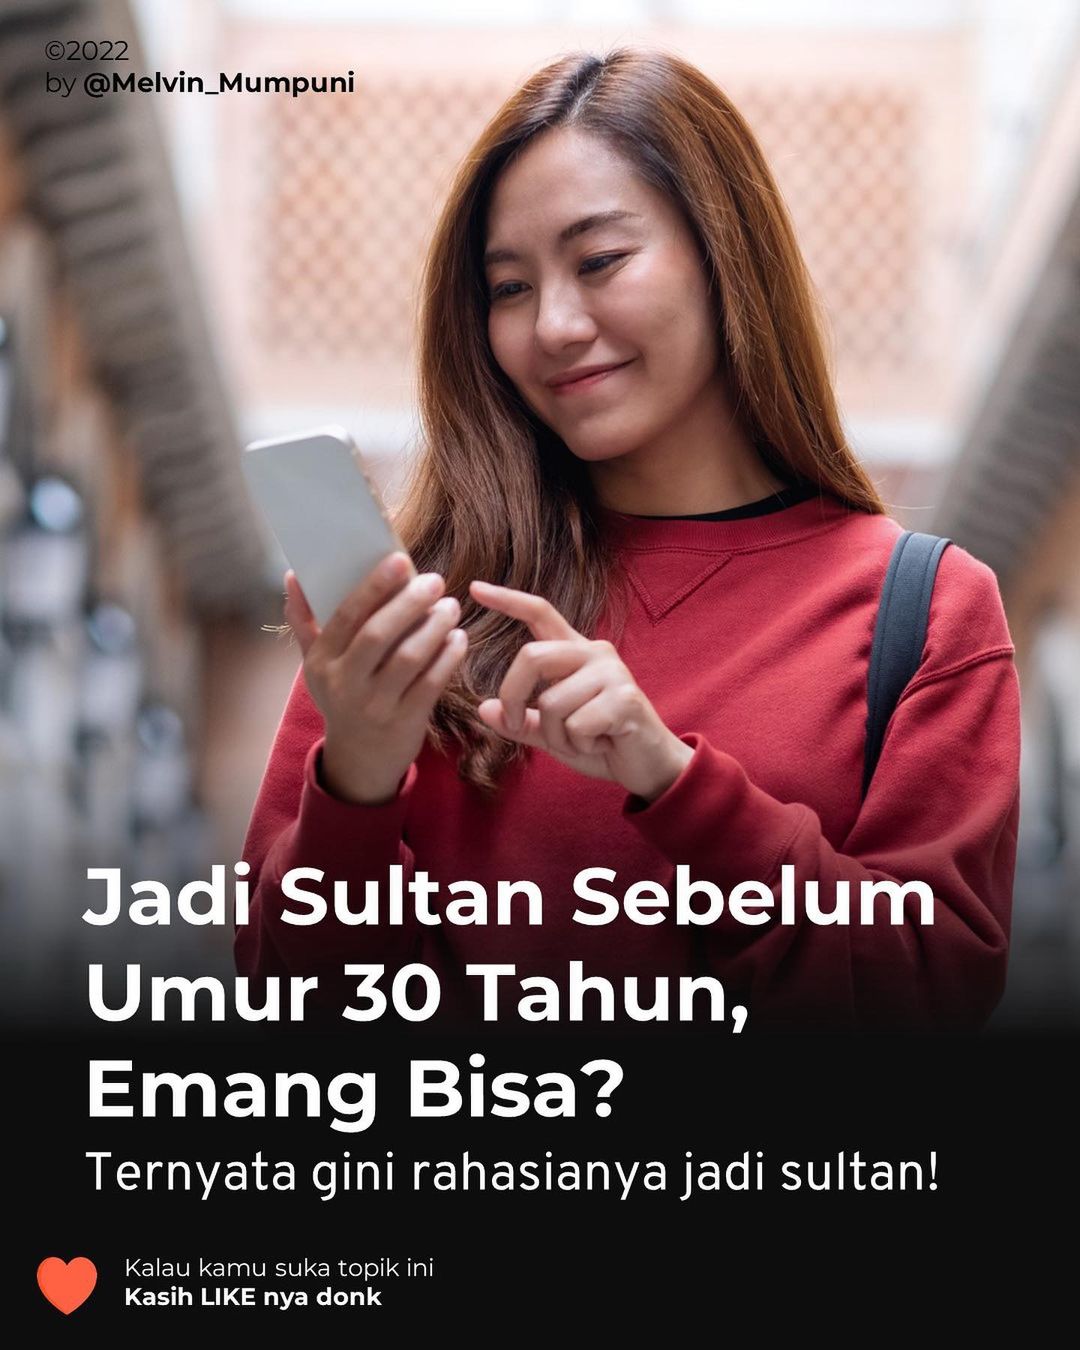 ©2022
by @Melvin_Mumpuni
Jadi Sultan Sebelum
Umur 30 Tahun,
Emang Bisa?
Ternyata gini rahasianya jadi sultan!
Kalau kamu suka topik ini
Kasih LIKE nya donk